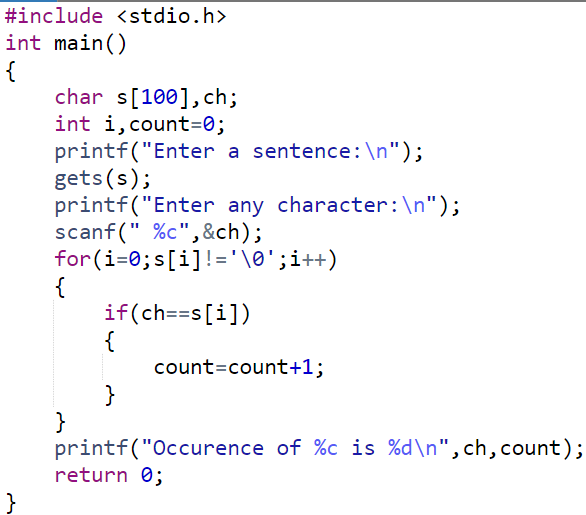 #include <stdio.h>
int main()
{
    char s[100],ch;
    int i,count=0;
    printf("Enter a sentence:\n");
    gets(s);
    printf("Enter any character:\n");
    scanf(" %c",&ch);
    for(i=0;s[i]!='\0';i++)
    {
        if(ch==s[i])
        {
            count=count+1;
        }
    }
    printf("Occurence of %c is %d\n",ch,count);
    return 0;
}